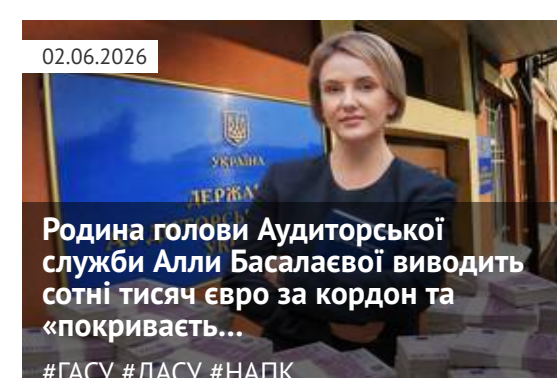 02.06.2026
УКРАЇНА
Родина голови Аудиторської
служби Алли Басалаєвої виводить
сотні тисяч євро за кордон та
«покриваєть...
#ГАСУ #ДАСУ #НАПК